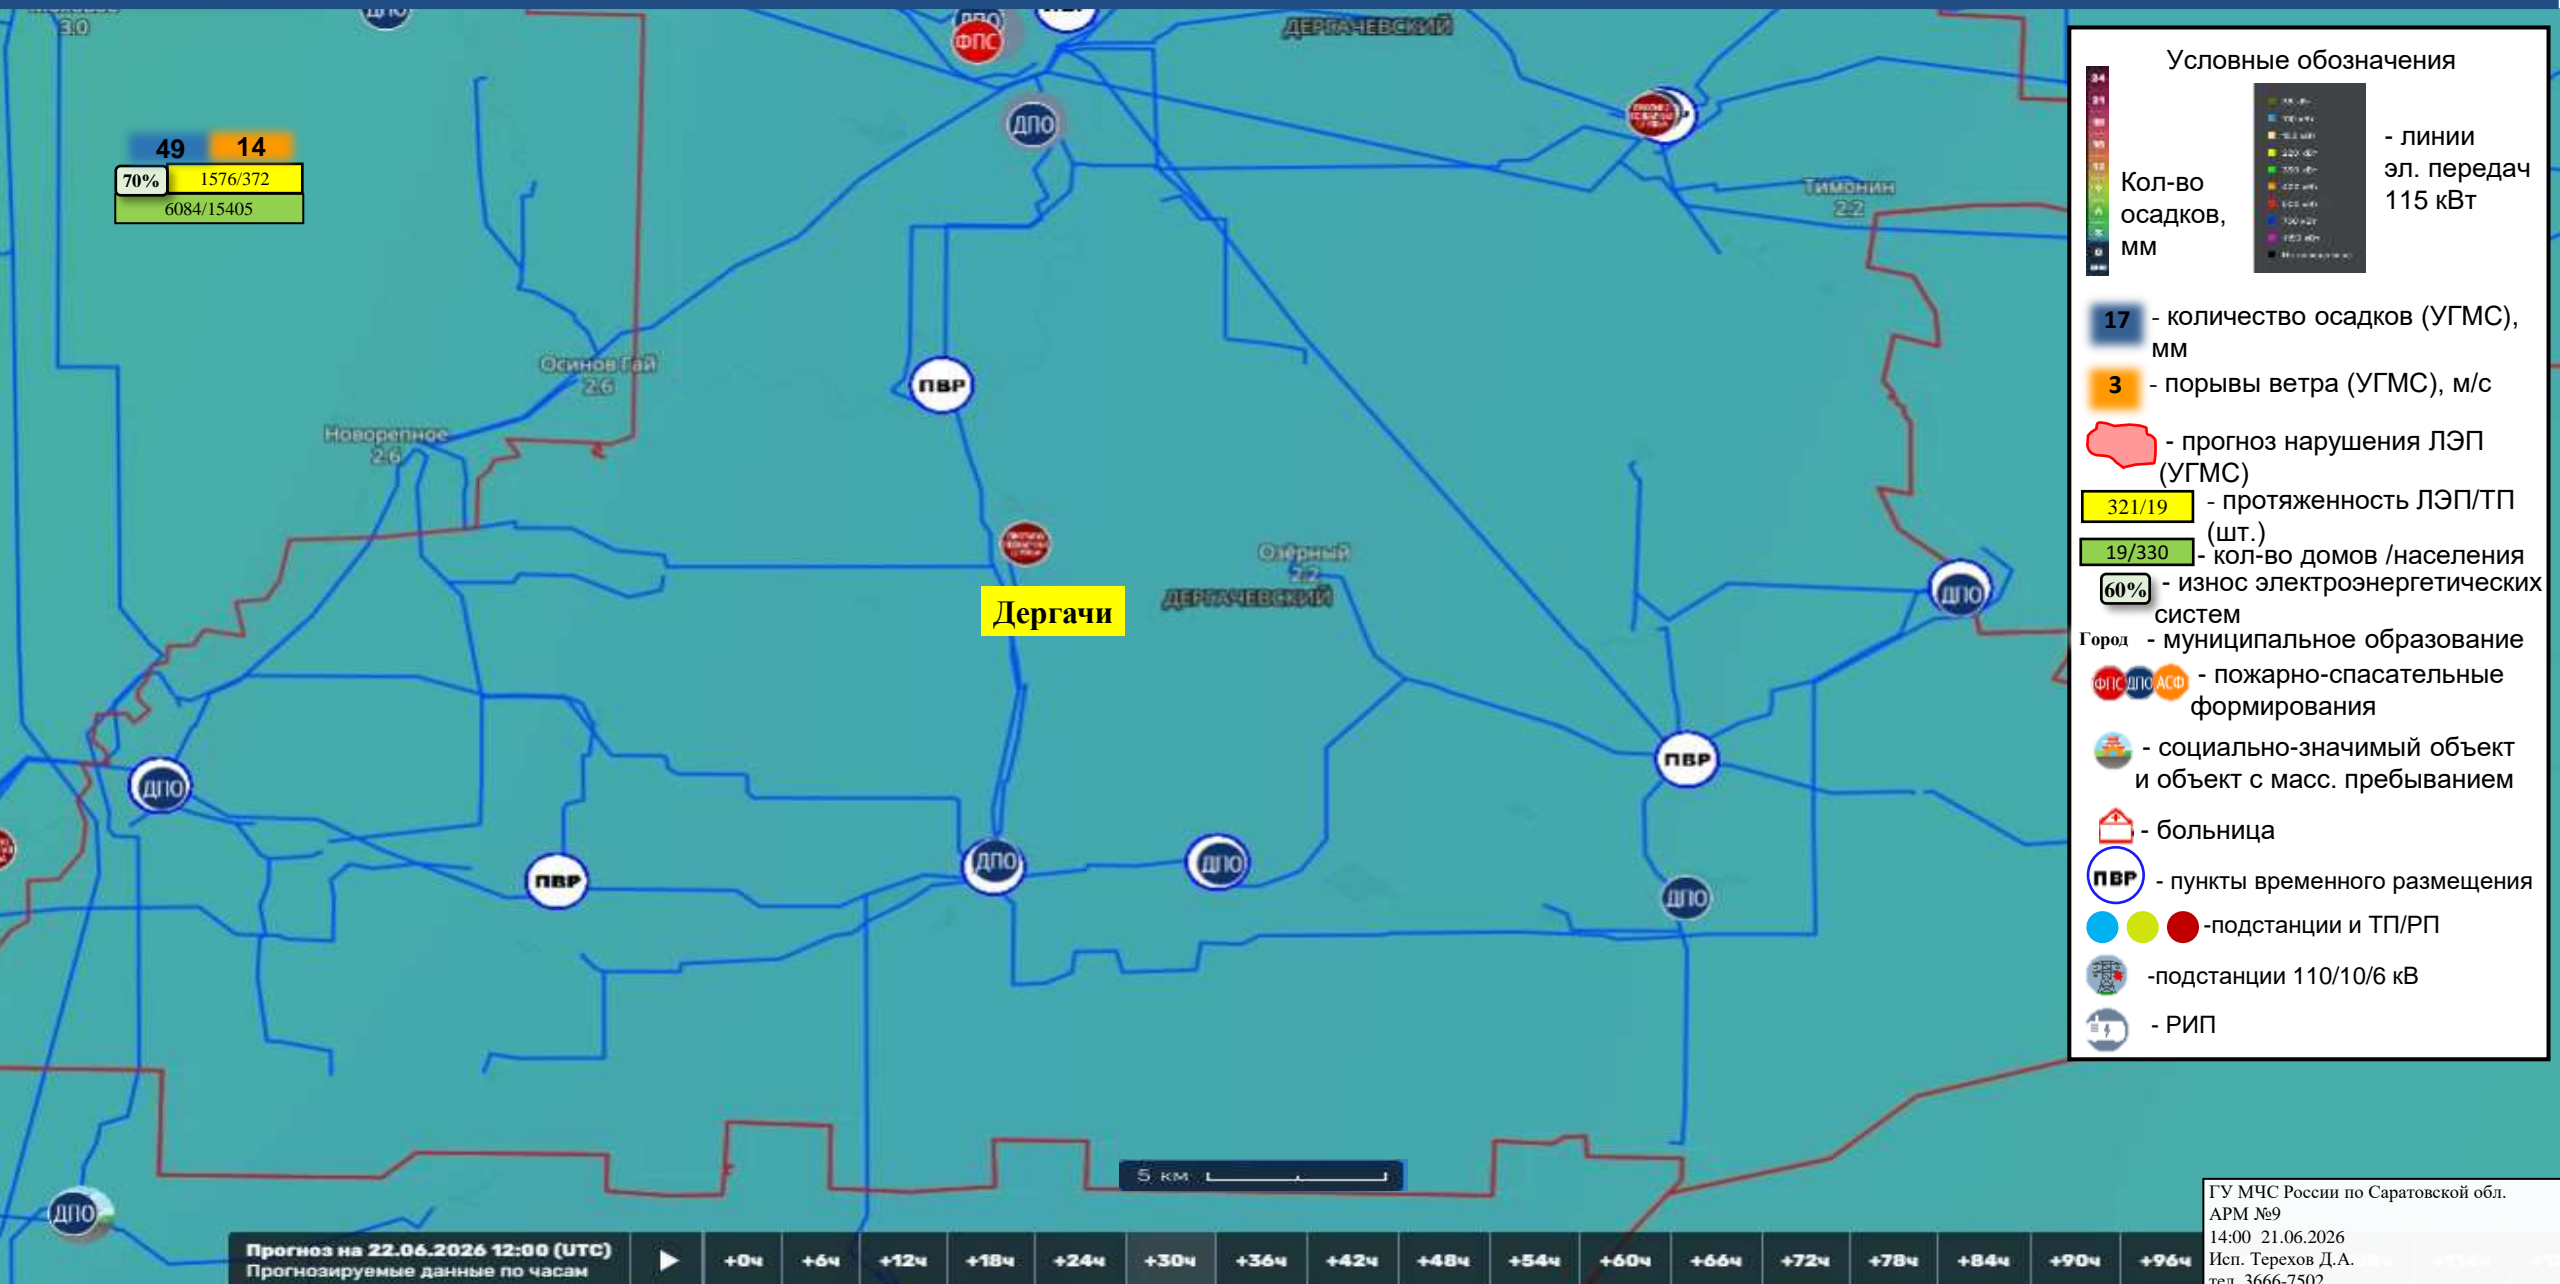 3.0
ДПО
ФПС
ДЕРГАЧЕВСКИЙ
ДПО
49 14
70% 1576/372
6084/15405
Тимонин
2.2
Осинов Гай
2.6
ПВР
Новорепное
2.6
Озёрный
2.2
ДЕРГАЧЕВСКИЙ
Дергачи
ДПО
ПВР
ДПО
ПВР
ДПО
ДПО
ДПО
ДПО
5 км
Условные обозначения
Кол-во
осадков,
мм
- линии
эл. передач
115 кВт
17 - количество осадков (УГМС),
мм
3 - порывы ветра (УГМС), м/с
- прогноз нарушения ЛЭП
(УГМС)
321/19 - протяженность ЛЭП/ТП
(шт.)
19/330 - кол-во домов /населения
60% - износ электроэнергетических
систем
Город - муниципальное образование
ФПС ДПО АСФ - пожарно-спасательные
формирования
- социально-значимый объект
и объект с масс. пребыванием
- больница
ПВР - пункты временного размещения
-подстанции и ТП/РП
-подстанции 110/10/6 кВ
- РИП
Прогноз на 22.06.2026 12:00 (UTC)
Прогнозируемые данные по часам
+0ч +6ч +12ч +18ч +24ч +30ч +36ч +42ч +48ч +54ч +60ч +66ч +72ч +78ч +84ч +90ч +96ч
ГУ МЧС России по Саратовской обл.
АРМ №9
14:00 21.06.2026
Исп. Терехов Д.А.
тел. 3666-7502